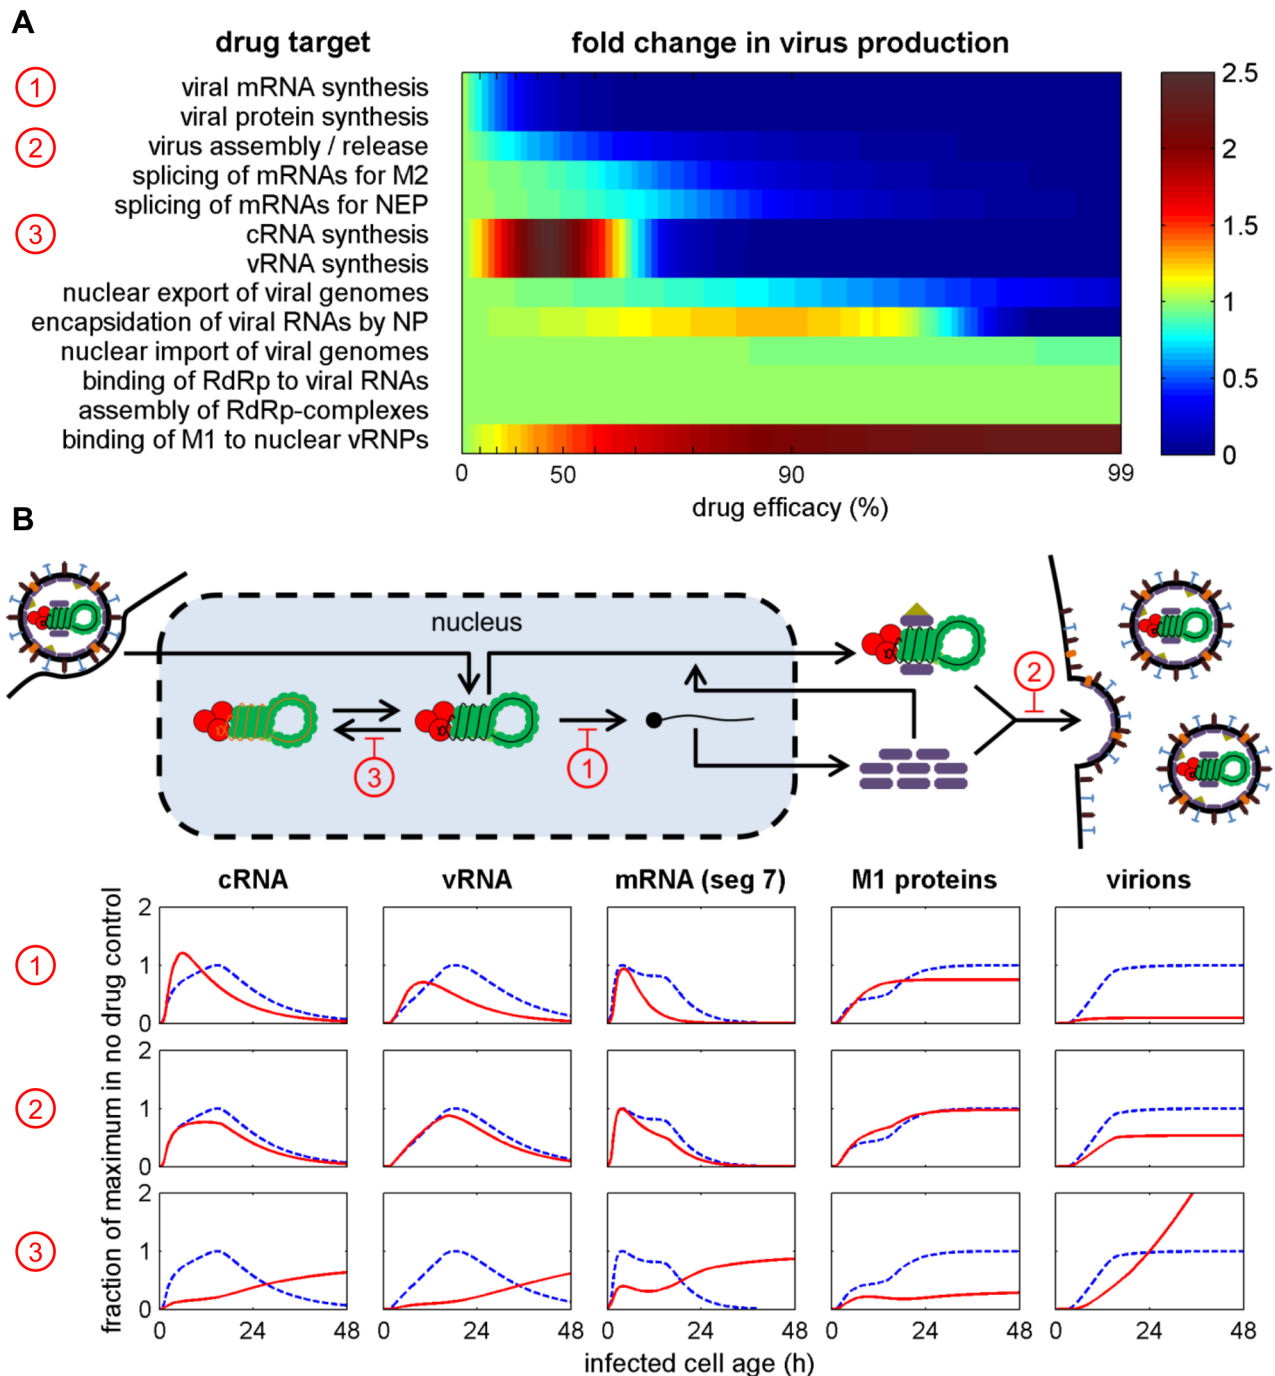 A
drug target
fold change in virus production
1
viral mRNA synthesis
viral protein synthesis
2
virus assembly / release
splicing of mRNAs for M2
splicing of mRNAs for NEP
3
cRNA synthesis
vRNA synthesis
nuclear export of viral genomes
encapsidation of viral RNAs by NP
nuclear import of viral genomes
binding of RdRp to viral RNAs
assembly of RdRp-complexes
binding of M1 to nuclear vRNPs
0 50 90 99
drug efficacy (%)
2.5
2
1.5
1
0.5
0
B
nucleus
3
1
2
cRNA vRNA mRNA (seg 7) M1 proteins virions
fraction of maximum in no drug control
1
2
1
0
2
2
1
0
3
2
1
0
0 24 48 0 24 48 0 24 48 0 24 48 0 24 48
infected cell age (h)